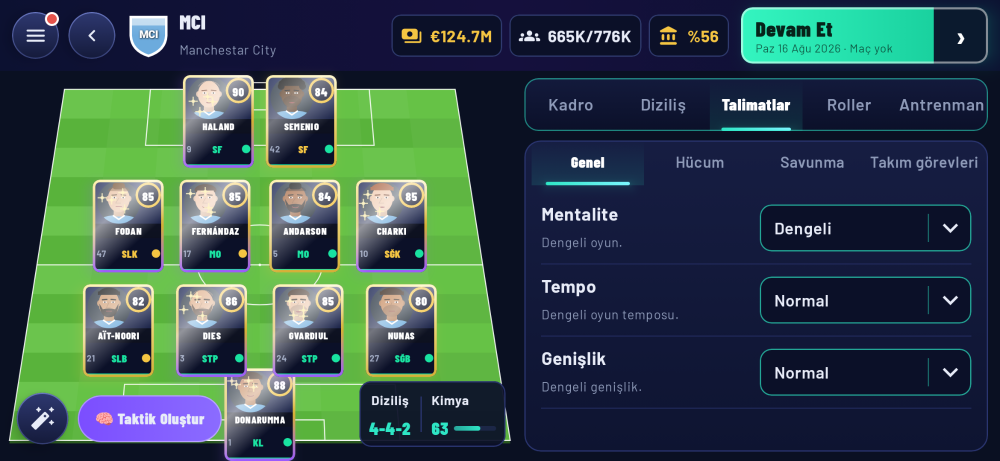 MCI
MCI
Manchestar City
€124.7M
665K/776K
%56
Devam Et
Paz 16 Ağu 2026 · Maç yok
Kadro
Diziliş
Talimatlar
Roller
Antrenman
Genel
Hücum
Savunma
Takım görevleri
Mentalite
Dengeli oyun.
Dengeli
Tempo
Dengeli oyun temposu.
Normal
Genişlik
Dengeli genişlik.
Normal
90
HALAND
9 SF
84
SEMENIO
42 SF
85
FODAN
47 SLK
85
FERNÁNDAZ
17 MO
84
ANDARSON
5 MO
85
CHARKI
10 SĞK
82
AÏT-NOORI
21 SLB
86
DIES
3 STP
85
GVARDIUL
24 STP
80
NUNAS
27 SĞB
88
DONARUMMA
1 KL
Taktik Oluştur
Diziliş
4-4-2
Kimya
63